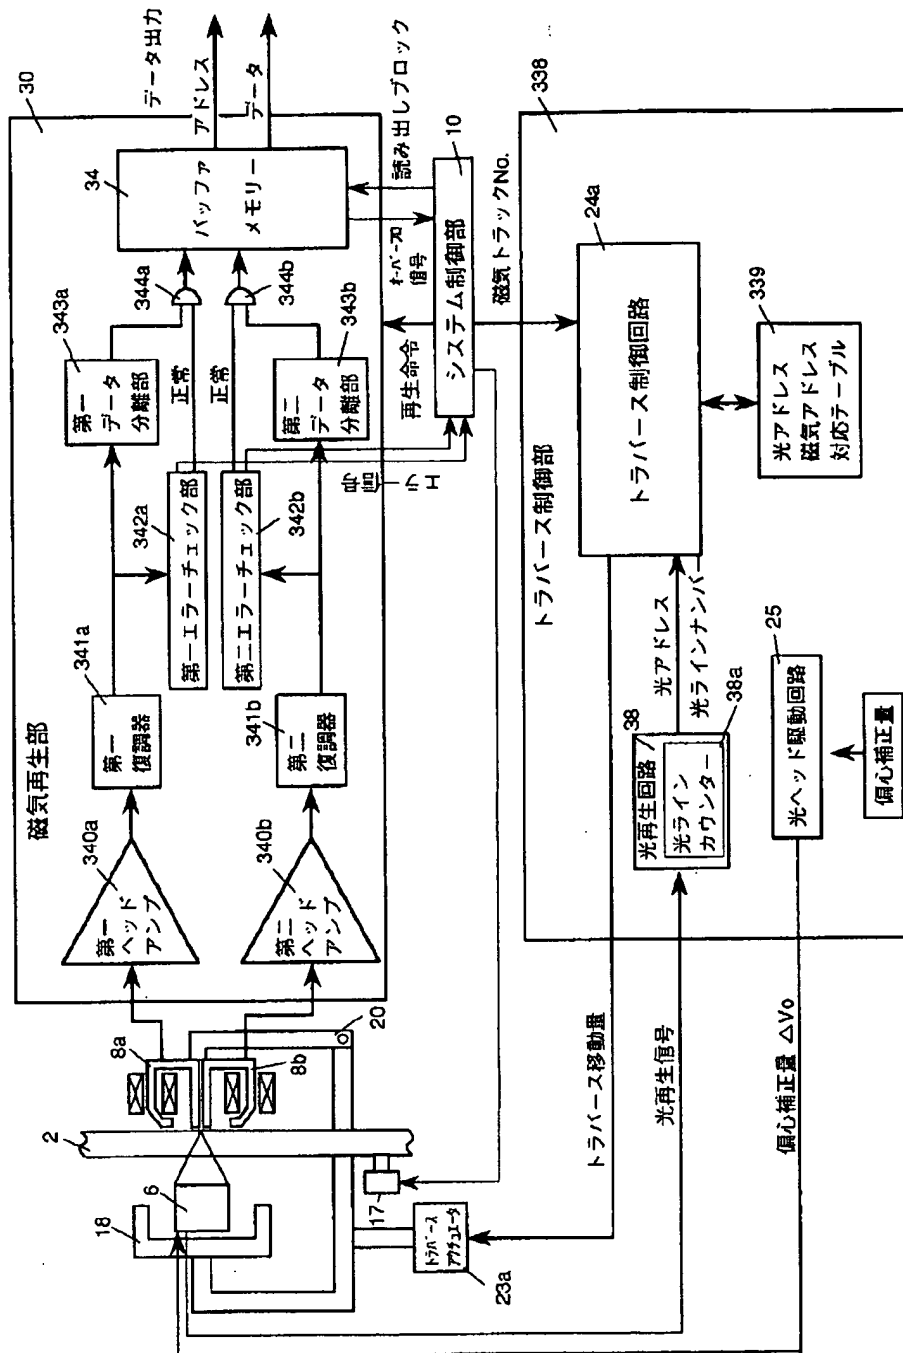 磁気再生部
30
データ出力
アドレス
データ
34
バッファ
メモリー
344a
344b
343a
第一
データ
分離部
343b
第二
データ
分離部
正常
正常
342a
第一エラーチェック部
第二エラーチェック部
342b
341a
第一
復調器
341b
第二
復調器
340a
第一
ヘッド
アンプ
340b
第二
ヘッド
アンプ
読み出しブロック
オーバーフロ
信号
10
システム制御部
再生命令
エラー
信号
磁気トラックNo.
8a
8b
20
2
6
18
17
トラバース
アクチュエータ
23a
トラバース制御部
338
24a
トラバース制御回路
339
光アドレス
磁気アドレス
対応テーブル
光アドレス
光ラインナンバー
38
光再生回路
38a
光ライン
カウンター
25
光ヘッド駆動回路
偏心補正量
トラバース移動量
光再生信号
偏心補正量 △Vo